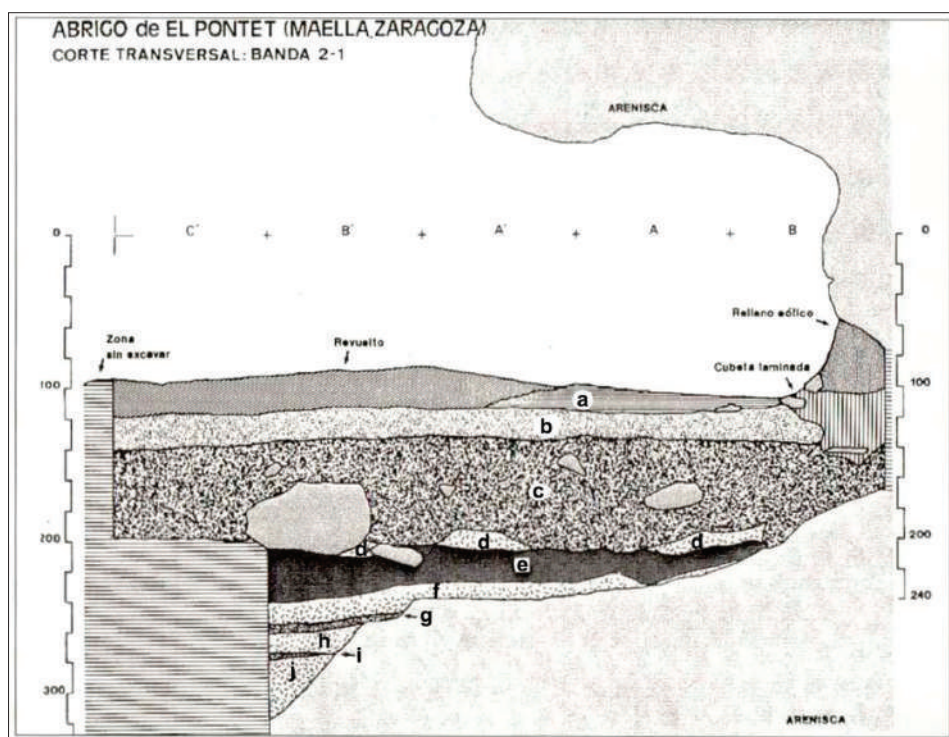 ABRIGO de EL PONTET (MAELLA, ZARAGOZA)
CORTE TRANSVERSAL: BANDA 2-1
ARENISCA
0 C' B' A' A B 0
Relleno eólico
Zona
sin excavar
Revuelto
Cubeta laminada
100 a 100
b
c
200 d d d 200
e
f 240
g
h
i
j
300
ARENISCA